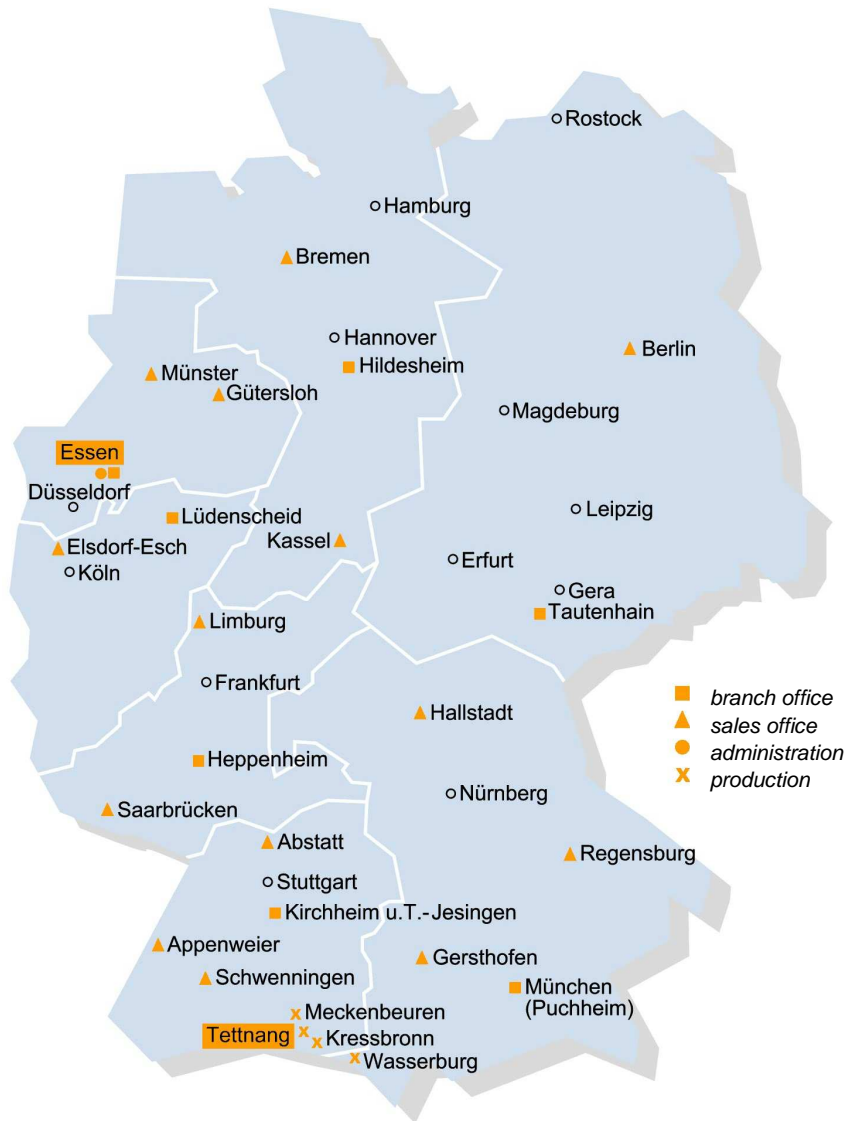 Rostock
Hamburg
Bremen
Hannover
Hildesheim
Berlin
Münster
Gütersloh
Magdeburg
Essen
Düsseldorf
Lüdenscheid
Leipzig
Elsdorf-Esch
Kassel
Köln
Erfurt
Gera
Tautenhain
Limburg
Frankfurt
Hallstadt
branch office
sales office
administration
x production
Heppenheim
Nürnberg
Saarbrücken
Abstatt
Regensburg
Stuttgart
Kirchheim u.T.-Jesingen
Appenweier
Gersthofen
Schwenningen
München
(Puchheim)
x Meckenbeuren
Tettnang x
x Kressbronn
x Wasserburg